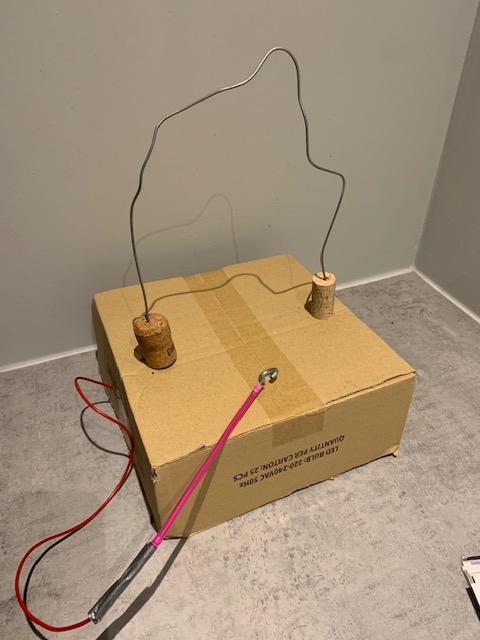 LED BULB:220-240VAC 50Hz
QUANTITY PER CARTON: 25 PCS